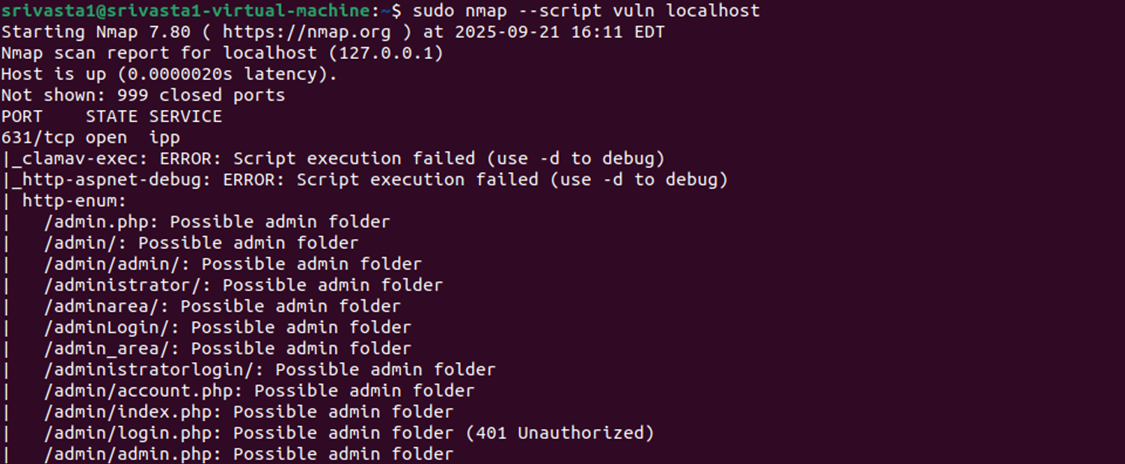 srivasta1@srivasta1-virtual-machine:~$ sudo nmap --script vuln localhost
Starting Nmap 7.80 ( https://nmap.org ) at 2025-09-21 16:11 EDT
Nmap scan report for localhost (127.0.0.1)
Host is up (0.0000020s latency).
Not shown: 999 closed ports
PORT    STATE SERVICE
631/tcp open  ipp
|_clamav-exec: ERROR: Script execution failed (use -d to debug)
|_http-aspnet-debug: ERROR: Script execution failed (use -d to debug)
| http-enum:
|   /admin.php: Possible admin folder
|   /admin/: Possible admin folder
|   /admin/admin/: Possible admin folder
|   /administrator/: Possible admin folder
|   /adminarea/: Possible admin folder
|   /adminLogin/: Possible admin folder
|   /admin_area/: Possible admin folder
|   /administratorlogin/: Possible admin folder
|   /admin/account.php: Possible admin folder
|   /admin/index.php: Possible admin folder
|   /admin/login.php: Possible admin folder (401 Unauthorized)
|   /admin/admin.php: Possible admin folder